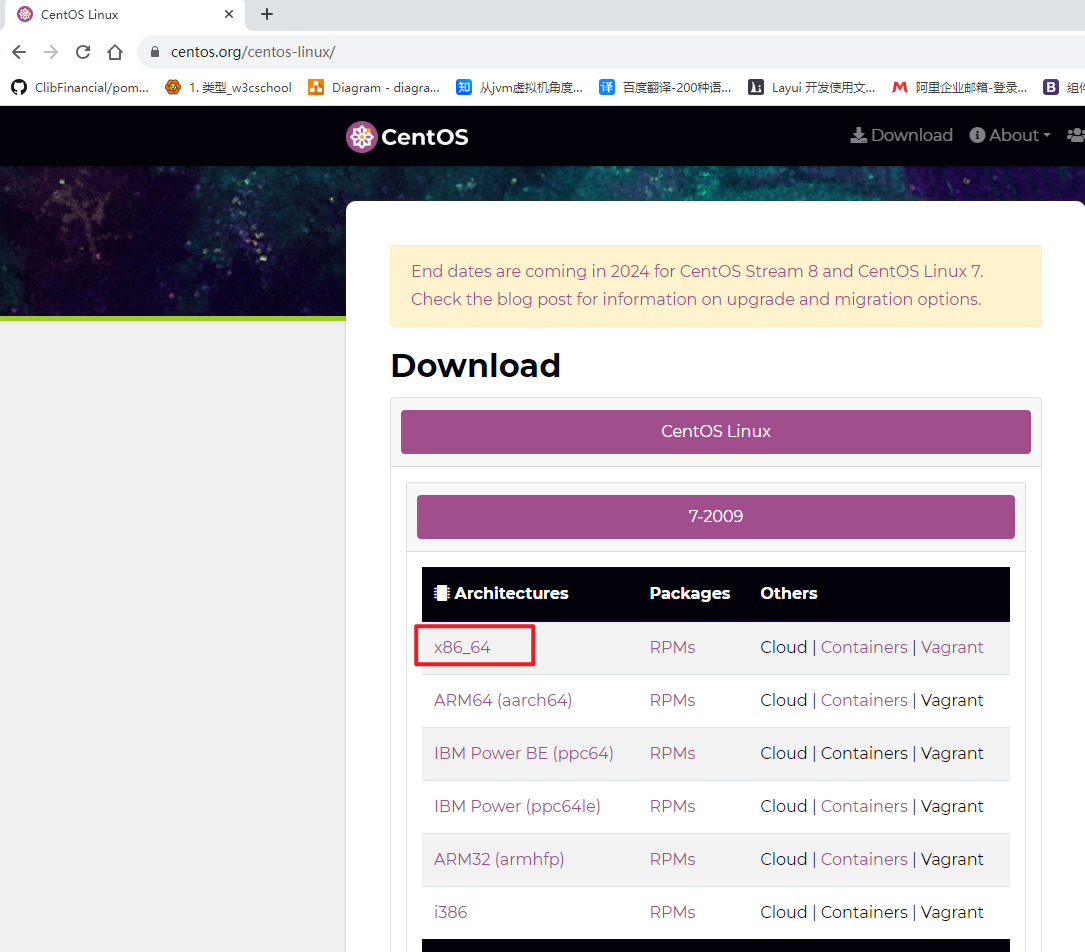 CentOS Linux
centos.org/centos-linux/
ClibFinancial/pom... 1. 类型_w3cschool Diagram - diagra... 知 从jvm虚拟机角度... 译 百度翻译-200种语... Layui 开发使用文... 阿里企业邮箱-登录... B 组件
CentOS Download About
End dates are coming in 2024 for CentOS Stream 8 and CentOS Linux 7.
Check the blog post for information on upgrade and migration options.
Download
CentOS Linux
7-2009
Architectures Packages Others
x86_64 RPMs Cloud | Containers | Vagrant
ARM64 (aarch64) RPMs Cloud | Containers | Vagrant
IBM Power BE (ppc64) RPMs Cloud | Containers | Vagrant
IBM Power (ppc64le) RPMs Cloud | Containers | Vagrant
ARM32 (armhfp) RPMs Cloud | Containers | Vagrant
i386 RPMs Cloud | Containers | Vagrant